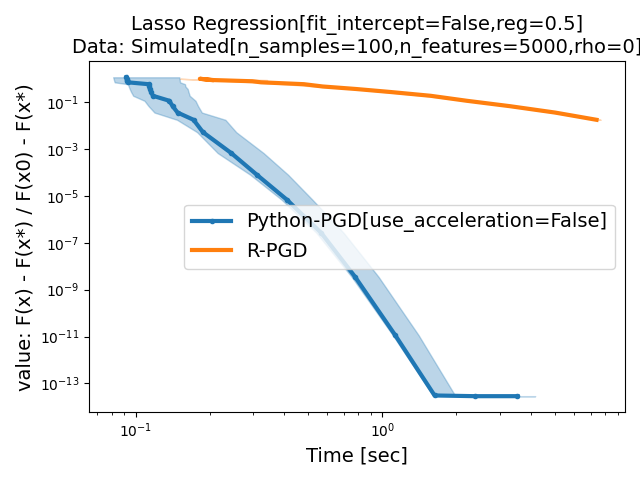 Lasso Regression[fit_intercept=False,reg=0.5]
Data: Simulated[n_samples=100,n_features=5000,rho=0]
value: F(x) - F(x*) / F(x0) - F(x*)
10⁻¹
10⁻³
10⁻⁵
10⁻⁷
10⁻⁹
10⁻¹¹
10⁻¹³
Python-PGD[use_acceleration=False]
R-PGD
10⁻¹ 10⁰
Time [sec]